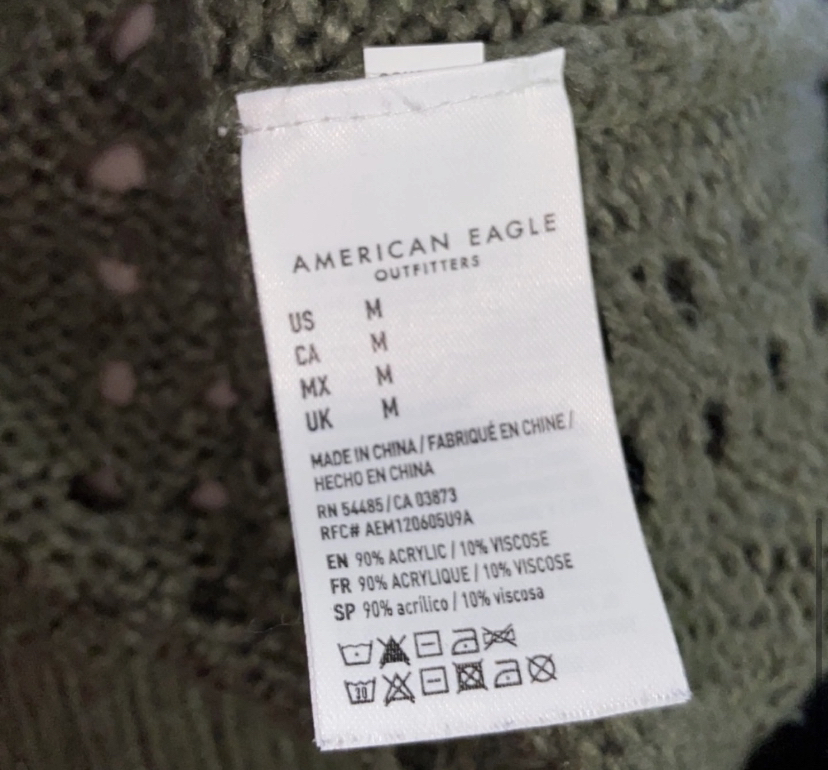 AMERICAN EAGLE
OUTFITTERS
US M
CA M
MX M
UK M
MADE IN CHINA / FABRIQUÉ EN CHINE /
HECHO EN CHINA
RN 54485 / CA 03873
RFC# AEM120605U9A
EN 90% ACRYLIC / 10% VISCOSE
FR 90% ACRYLIQUE / 10% VISCOSE
SP 90% acrílico / 10% viscosa
30